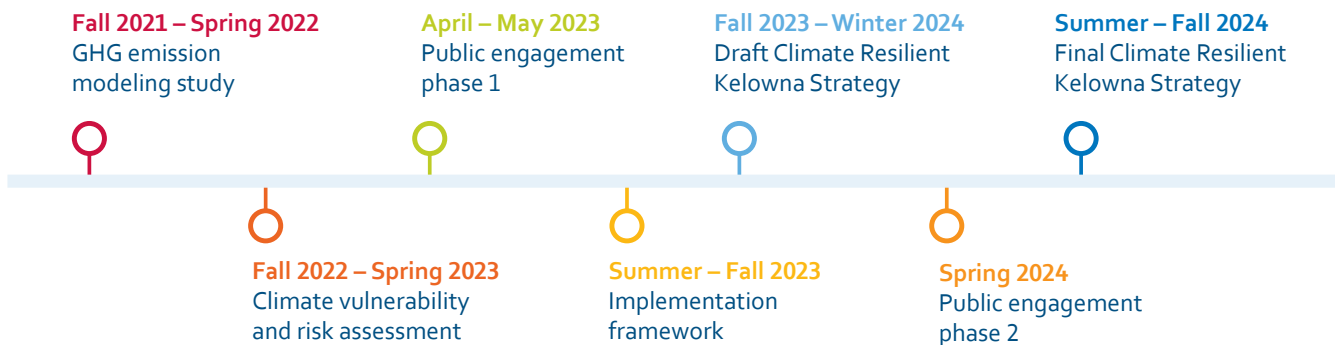 Fall 2021 – Spring 2022
GHG emission
modeling study
April – May 2023
Public engagement
phase 1
Fall 2023 – Winter 2024
Draft Climate Resilient
Kelowna Strategy
Summer – Fall 2024
Final Climate Resilient
Kelowna Strategy
Fall 2022 – Spring 2023
Climate vulnerability
and risk assessment
Summer – Fall 2023
Implementation
framework
Spring 2024
Public engagement
phase 2